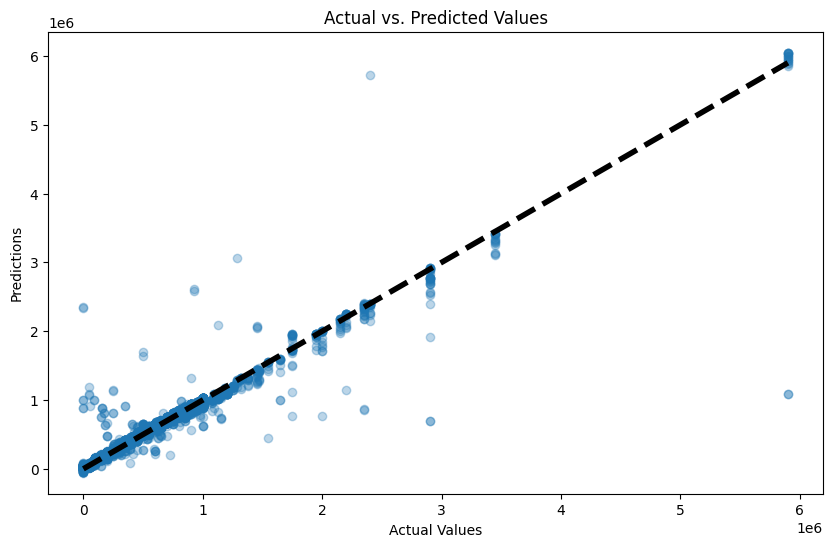 Actual vs. Predicted Values
1e6
6
5
4
3
2
1
0
Predictions
0 1 2 3 4 5 6
1e6
Actual Values